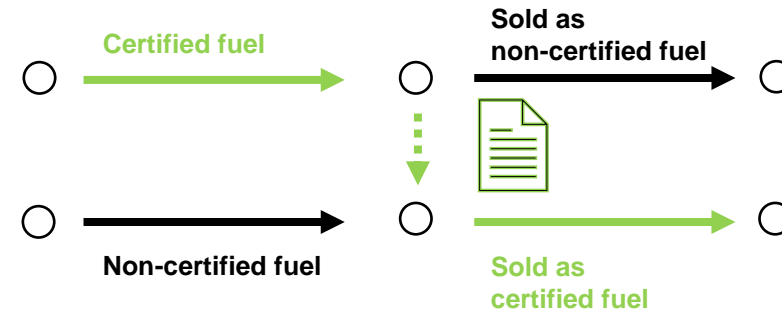 Certified fuel
Sold as
non-certified fuel
Non-certified fuel
Sold as
certified fuel